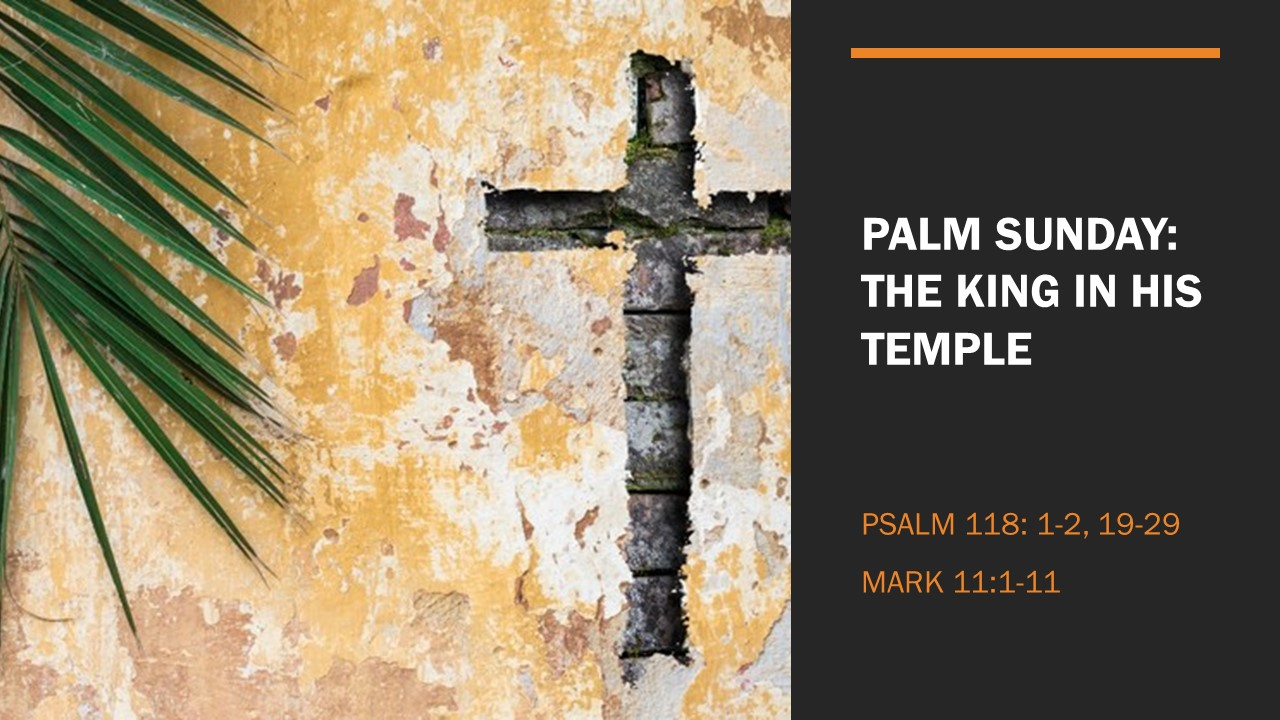 PALM SUNDAY:
THE KING IN HIS
TEMPLE
PSALM 118: 1-2, 19-29
MARK 11:1-11